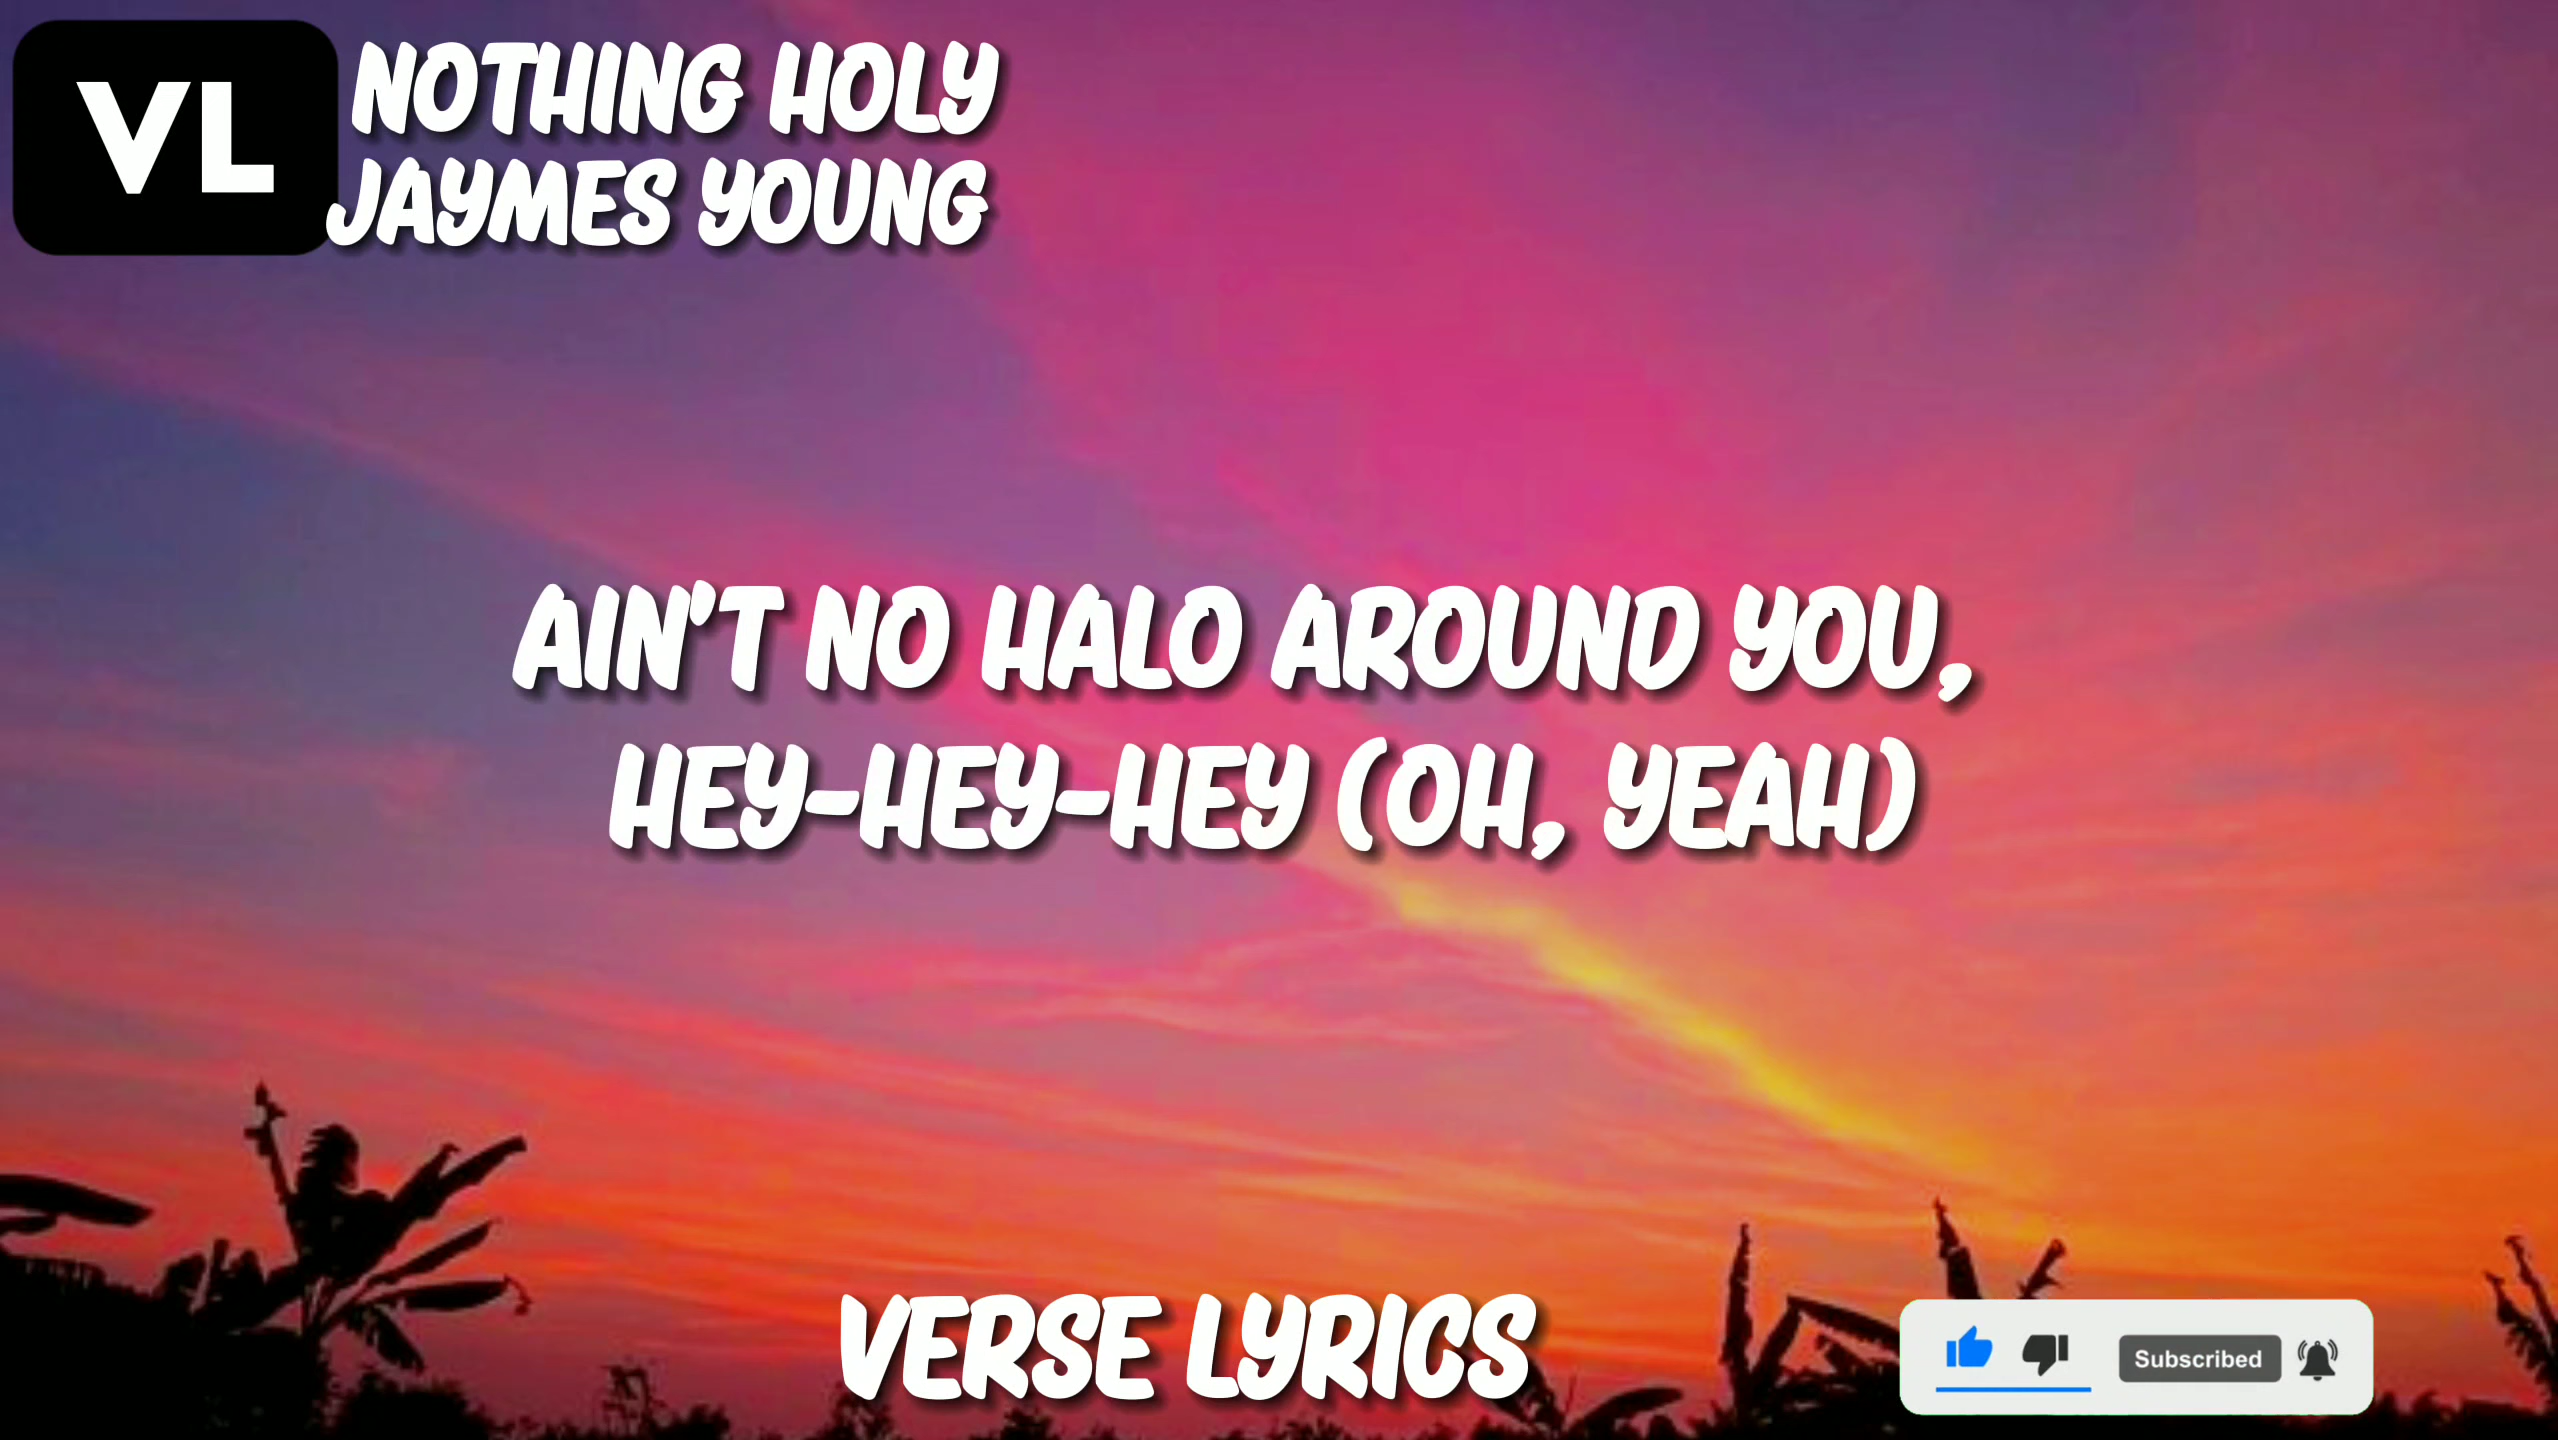 VL
NOTHING HOLY
JAYMES YOUNG
AIN'T NO HALO AROUND YOU,
HEY-HEY-HEY (OH, YEAH)
VERSE LYRICS
Subscribed